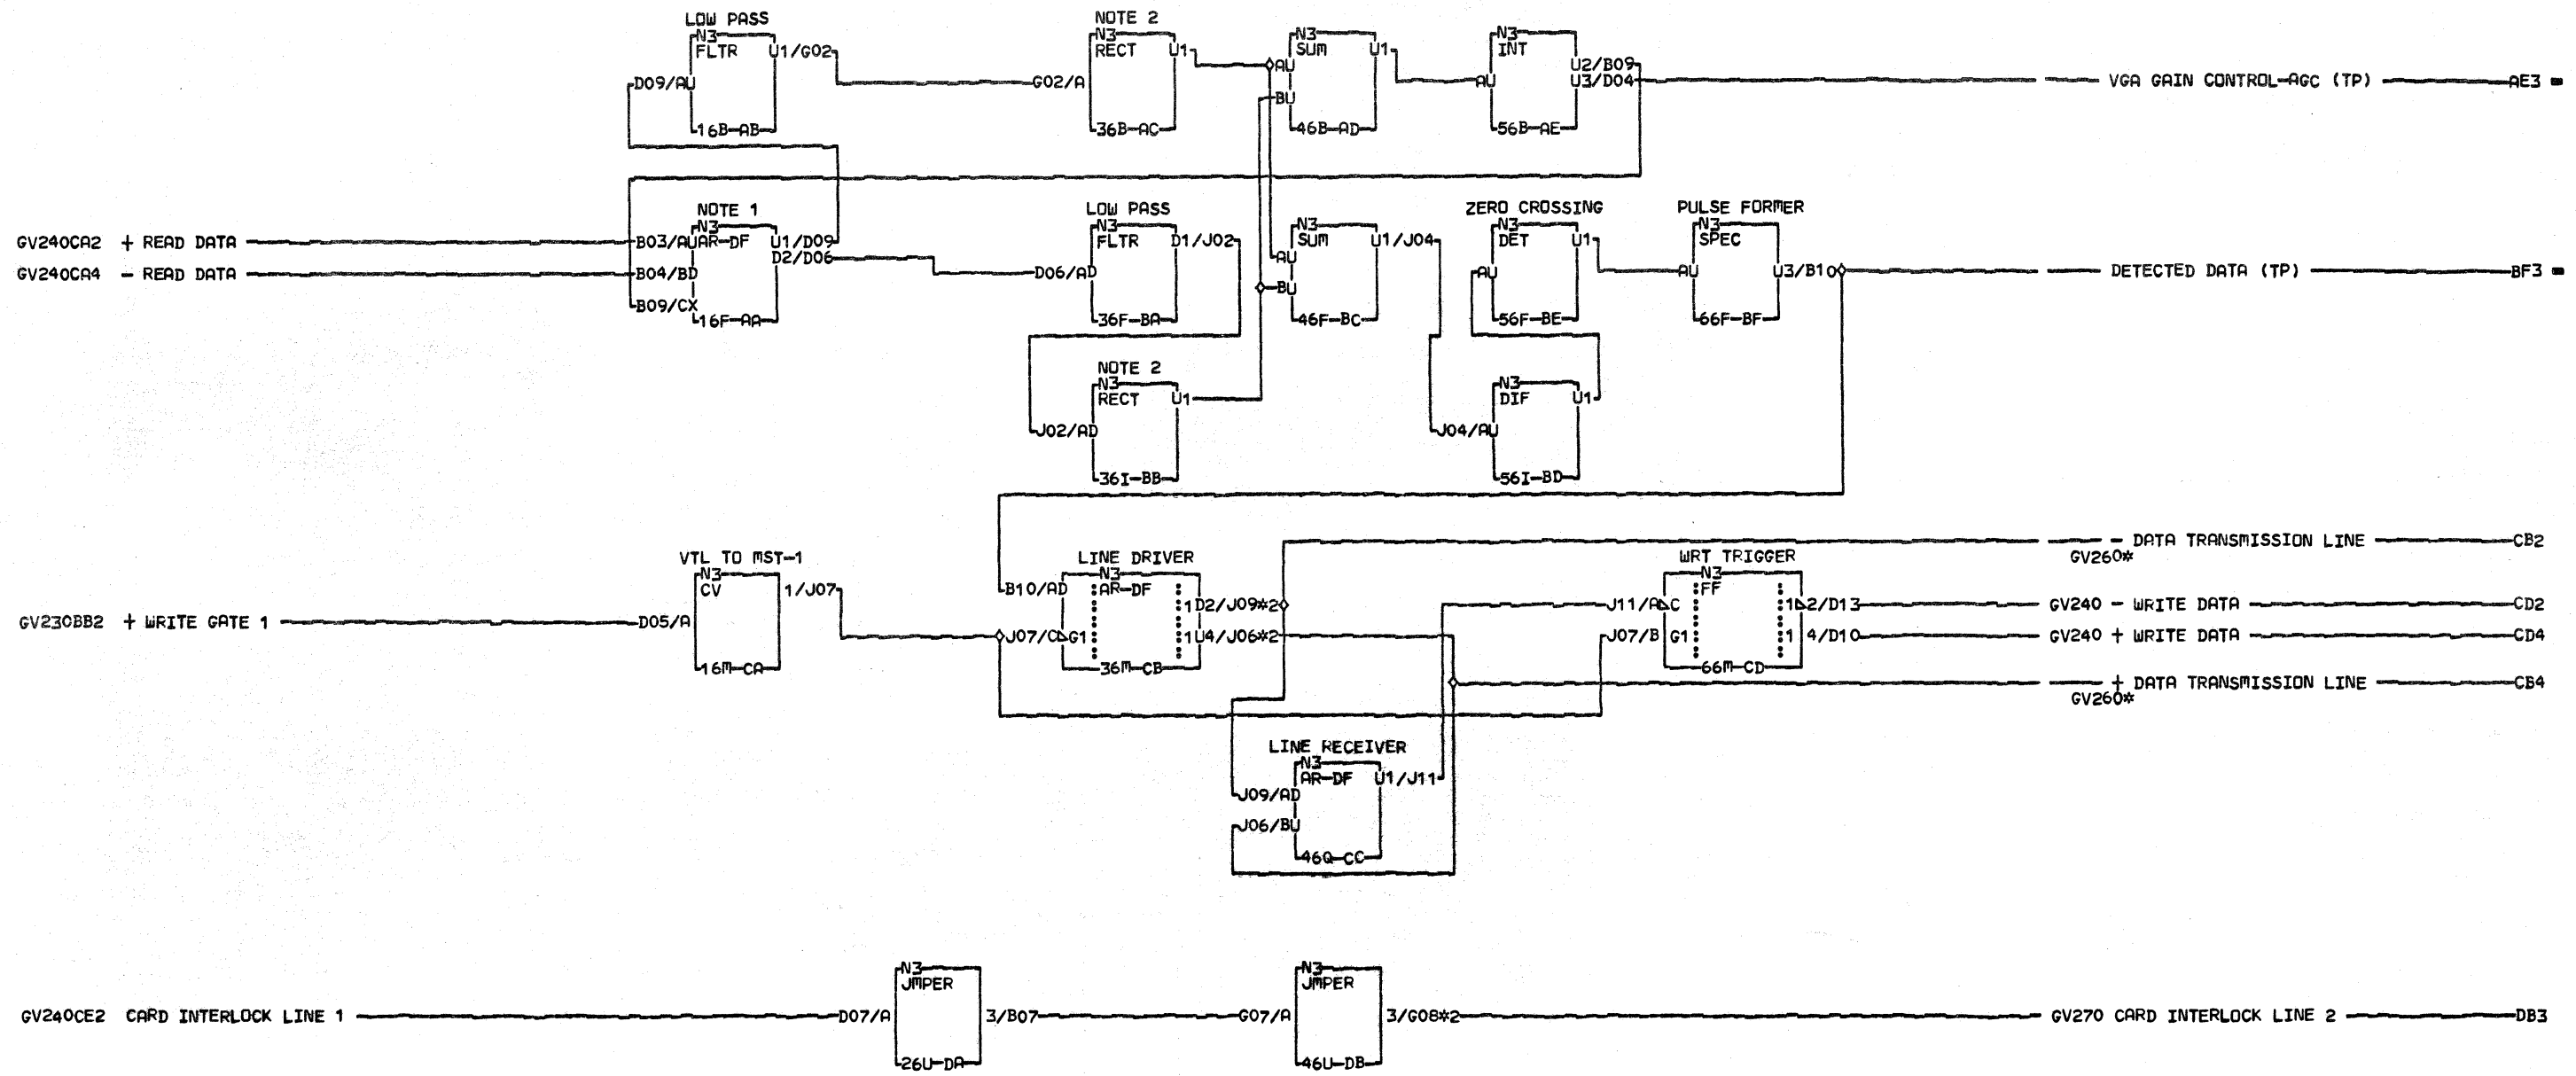 LOW PASS
N3
FLTR
U1/G02
D09/AU
16B-AB
NOTE 2
N3
RECT
U1
G02/A
36B-AC
N3
SUM
U1
AU
BU
46B-AD
N3
INT
U2/B09
U3/D04
AU
56B-AE
VGA GAIN CONTROL-AGC (TP)
AE3
GV240CA2 + READ DATA
GV240CA4 - READ DATA
NOTE 1
N3
B03/AU
AR-DF
U1/D09
D2/D06
B04/BD
B09/CX
16F-AA
LOW PASS
N3
FLTR
D1/J02
D06/AD
36F-BA
N3
SUM
U1/J04
AU
BU
46F-BC
ZERO CROSSING
N3
DET
U1
AU
56F-BE
PULSE FORMER
N3
SPEC
AU
U3/B10
66F-BF
DETECTED DATA (TP)
BF3
NOTE 2
N3
RECT
U1
J02/AD
36I-BB
N3
DIF
U1
J04/AU
56I-BD
GV230BB2 + WRITE GATE 1
VTL TO MST-1
N3
CV
1/J07
D05/A
16M-CA
LINE DRIVER
N3
B10/AD
AR-DF
1 D2/J09*2
J07/C
G1
1 U4/J06*2
36M-CB
WRT TRIGGER
N3
FF
J11/A
C
1 2/D13
J07/B
G1
1 4/D10
66M-CD
- DATA TRANSMISSION LINE
CB2
GV260*
GV240 - WRITE DATA
CD2
GV240 + WRITE DATA
CD4
+ DATA TRANSMISSION LINE
CB4
GV260*
LINE RECEIVER
N3
AR-DF
U1/J11
J09/AD
J06/BU
46Q-CC
GV240CE2 CARD INTERLOCK LINE 1
N3
JMPER
D07/A
3/B07
26U-DA
N3
JMPER
G07/A
3/G08*2
46U-DB
GV270 CARD INTERLOCK LINE 2
DB3